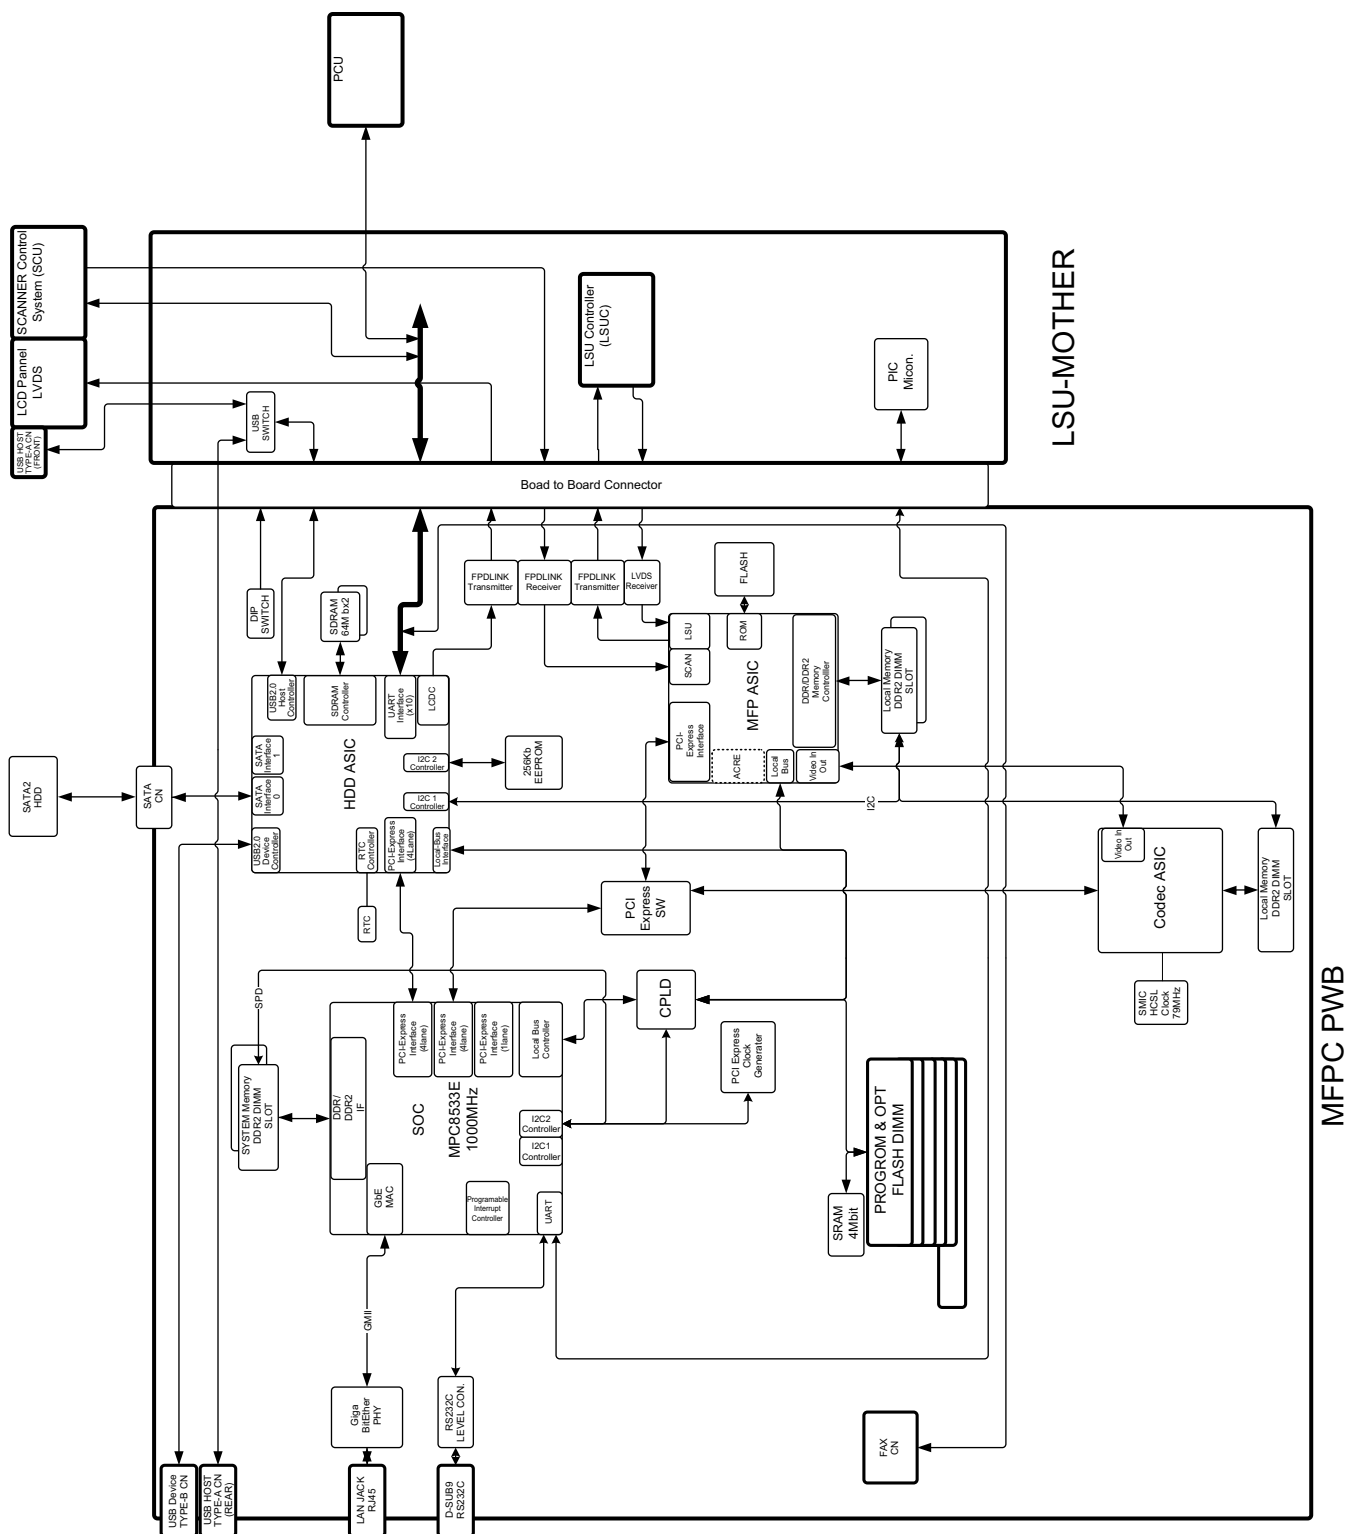 PCU
SCANNER Control
System (SCU)
LCD Pannel
LVDS
USB HOST
TYPE-A CN
(FRONT)
USB
SWITCH
LSU Controller
(LSUC)
PIC
Micon.
LSU-MOTHER
Boad to Board Connector
DIP
SWITCH
SDRAM
64M bx2
FPDLINK
Transmitter
FPDLINK
Receiver
FPDLINK
Transmitter
LVDS
Receiver
FLASH
USB2.0
Host
Controller
SDRAM
Controller
UART
Interface
(x10)
LCDC
SATA
Interface
1
SATA
Interface
0
HDD ASIC
I2C 2
Controller
I2C 1
Controller
USB2.0
Device
Controller
RTC
Controller
PCI-Express
Interface
(4Lane)
Local-Bus
Interface
256Kb
EEPROM
LSU
SCAN
ROM
MFP ASIC
DDR/DDR2
Memory
Controlller
PCI-
Express
Interface
ACRE
Local
Bus
Video In
Out
Local Memory
DDR2 DIMM
SLOT
SATA2
HDD
SATA
CN
I2C
RTC
PCI
Express
SW
Video In
Out
Codec ASIC
Local Memory
DDR2 DIMM
SLOT
SMIC
HCSL
Clock
79MHz
SPD
SYSTEM Memory
DDR2 DIMM
SLOT
DDR/
DDR2
IF
PCI-Express
Interface
(4lane)
PCI-Express
Interface
(4lane)
PCI-Express
Interface
(1lane)
Local Bus
Controller
SOC
MPC8533E
1000MHz
I2C2
Controller
I2C1
Controller
GbE
MAC
Programable
Interrupt
Controller
UART
CPLD
PCI Express
Clock
Generater
SRAM
4Mbit
PROGROM & OPT
FLASH DIMM
GMII
Giga
BitEther
PHY
RS232C
LEVEL CON.
FAX
CN
USB Device
TYPE-B CN
USB HOST
TYPE-A CN
(REAR)
LAN JACK
RJ45
D-SUB9
RS232C
MFPC PWB